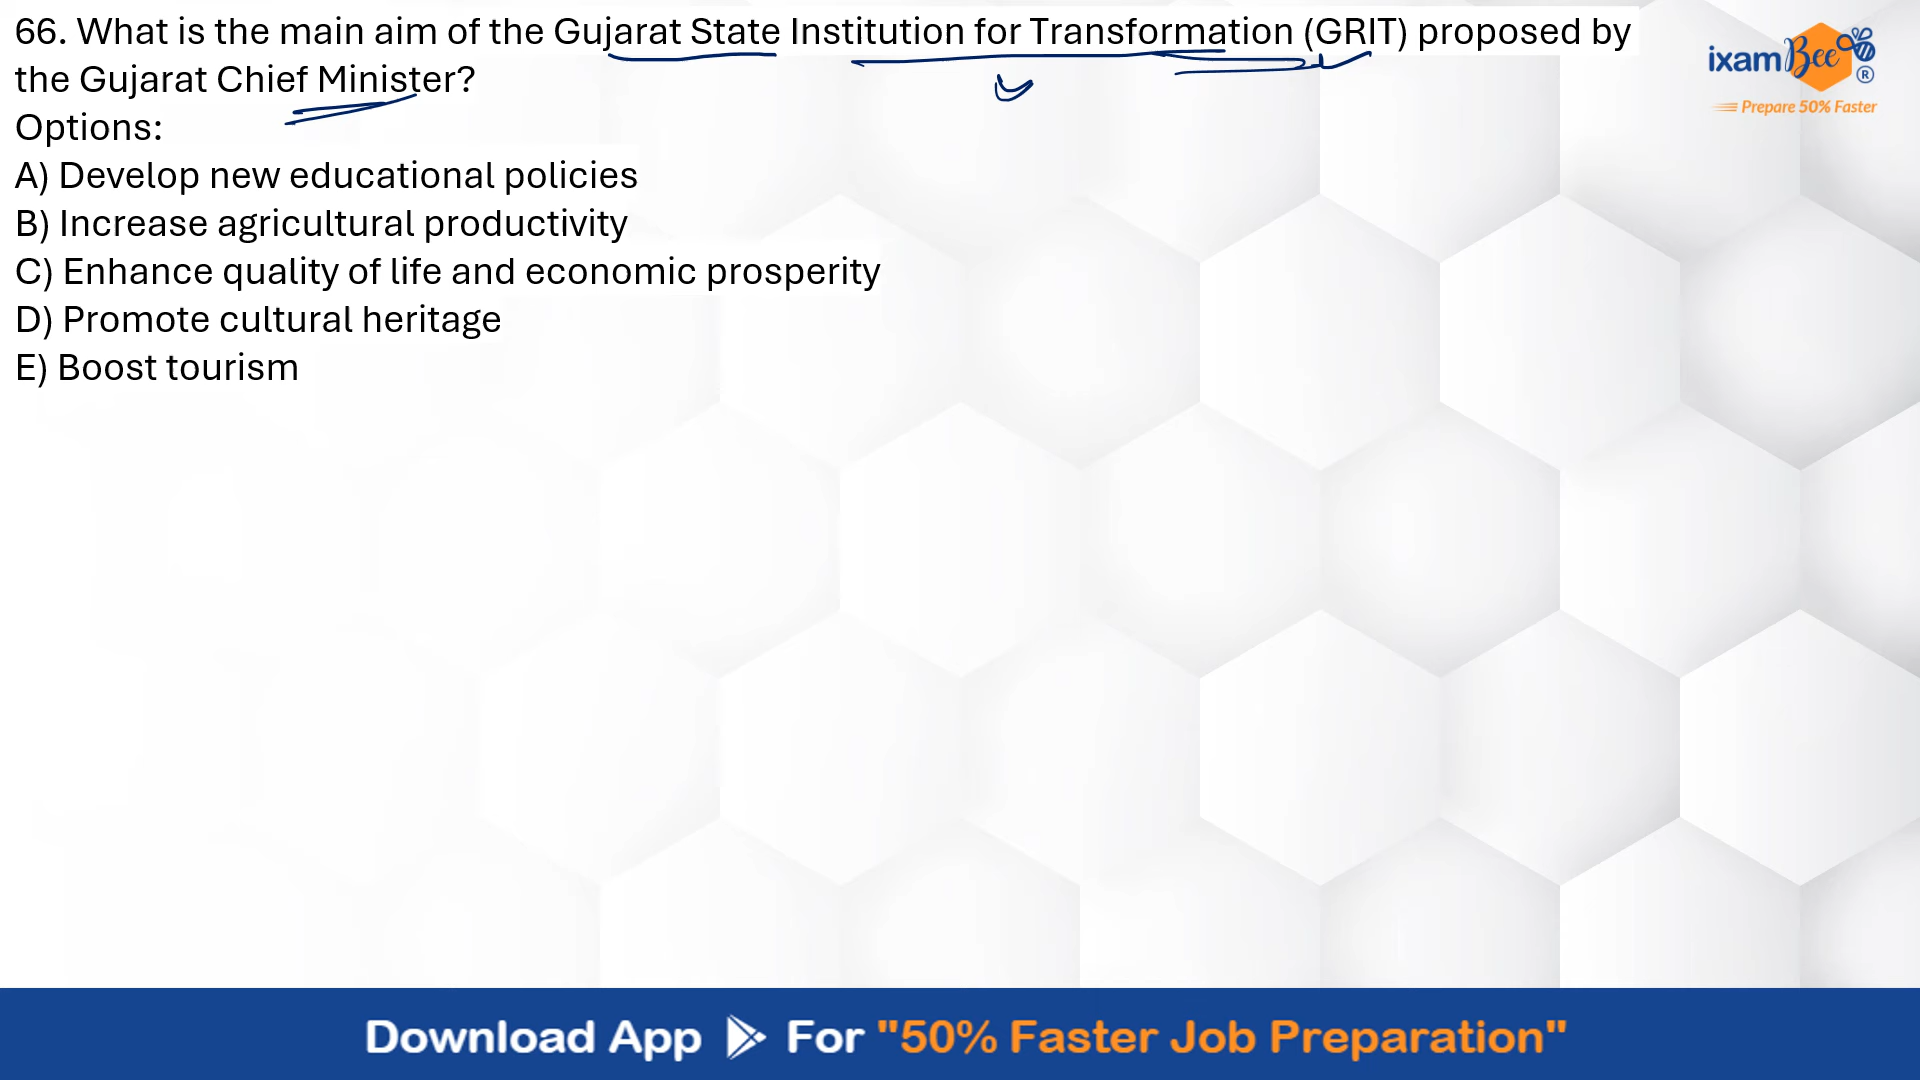 66. What is the main aim of the Gujarat State Institution for Transformation (GRIT) proposed by
the Gujarat Chief Minister?
Options:
A) Develop new educational policies
B) Increase agricultural productivity
C) Enhance quality of life and economic prosperity
D) Promote cultural heritage
E) Boost tourism
ixamBee ®
Prepare 50% Faster
Download App For "50% Faster Job Preparation"